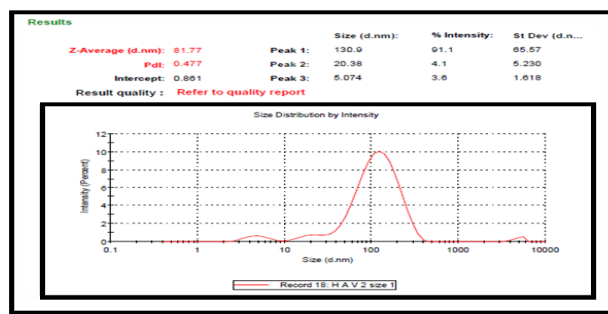 Results
Size (d.nm): % Intensity: St Dev (d.n...
Z-Average (d.nm): 81.77 Peak 1: 130.9 91.1 65.57
PdI: 0.477 Peak 2: 20.38 4.1 5.230
Intercept: 0.861 Peak 3: 5.074 3.6 1.618
Result quality : Refer to quality report
Size Distribution by Intensity
Intensity (Percent)
12
10
8
6
4
2
0
0.1 1 10 100 1000 10000
Size (d.nm)
Record 18: H A V 2 size 1